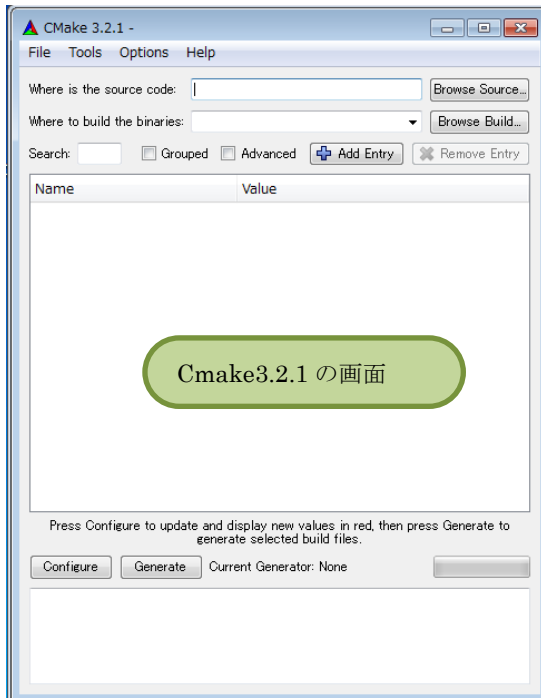 CMake 3.2.1 -
File Tools Options Help
Where is the source code: Browse Source...
Where to build the binaries: Browse Build...
Search: Grouped Advanced Add Entry Remove Entry
Name Value
Cmake3.2.1 の画面
Press Configure to update and display new values in red, then press Generate to
generate selected build files.
Configure Generate Current Generator: None